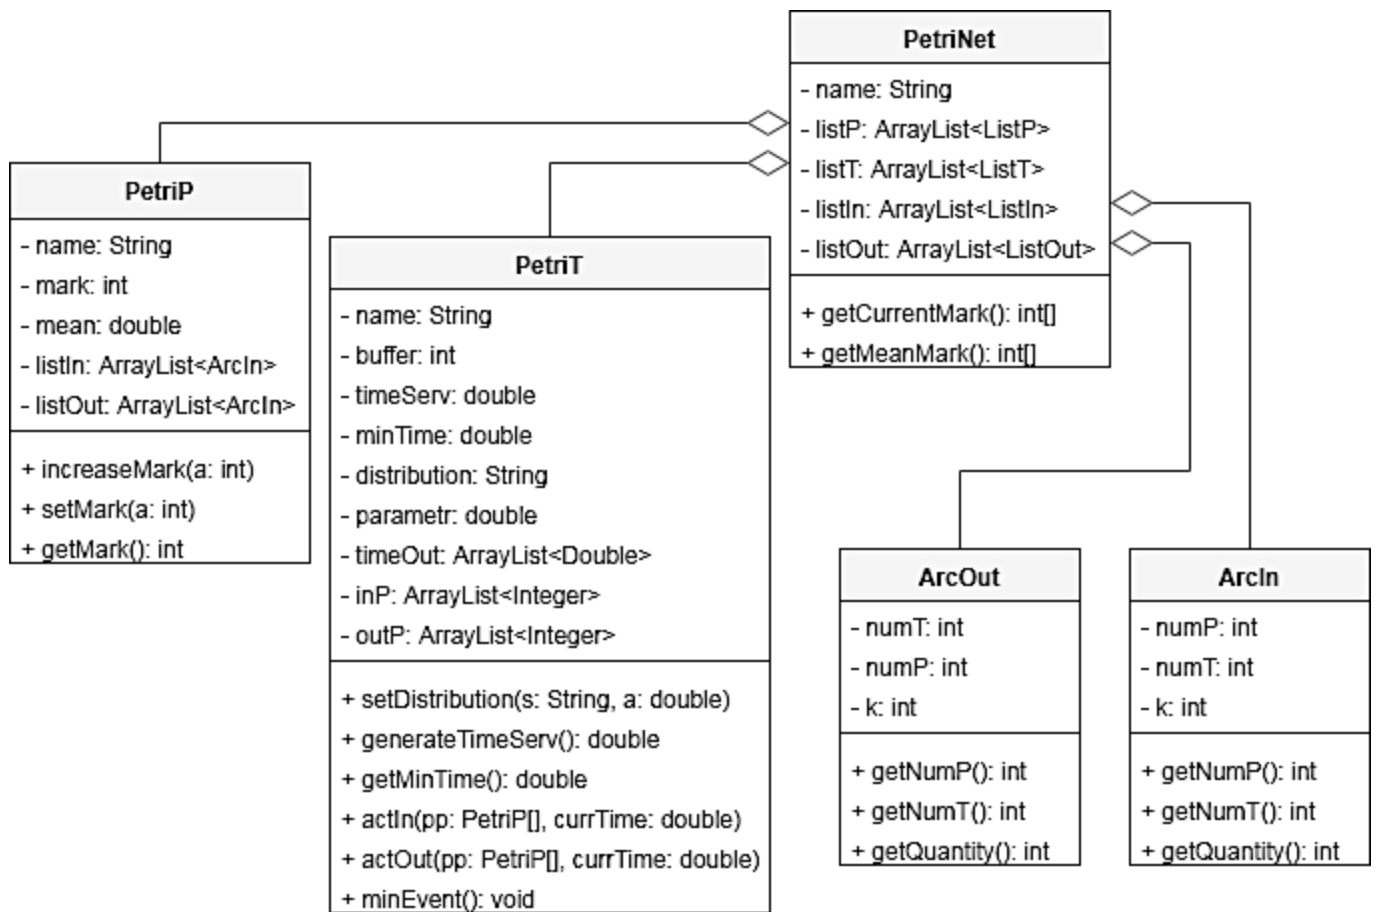 PetriNet
- name: String
- listP: ArrayList<ListP>
- listT: ArrayList<ListT>
- listIn: ArrayList<ListIn>
- listOut: ArrayList<ListOut>
+ getCurrentMark(): int[]
+ getMeanMark(): int[]
PetriP
- name: String
- mark: int
- mean: double
- listIn: ArrayList<ArcIn>
- listOut: ArrayList<ArcIn>
+ increaseMark(a: int)
+ setMark(a: int)
+ getMark(): int
PetriT
- name: String
- buffer: int
- timeServ: double
- minTime: double
- distribution: String
- parametr: double
- timeOut: ArrayList<Double>
- inP: ArrayList<Integer>
- outP: ArrayList<Integer>
+ setDistribution(s: String, a: double)
+ generateTimeServ(): double
+ getMinTime(): double
+ actIn(pp: PetriP[], currTime: double)
+ actOut(pp: PetriP[], currTime: double)
+ minEvent(): void
ArcOut
- numT: int
- numP: int
- k: int
+ getNumP(): int
+ getNumT(): int
+ getQuantity(): int
ArcIn
- numP: int
- numT: int
- k: int
+ getNumP(): int
+ getNumT(): int
+ getQuantity(): int